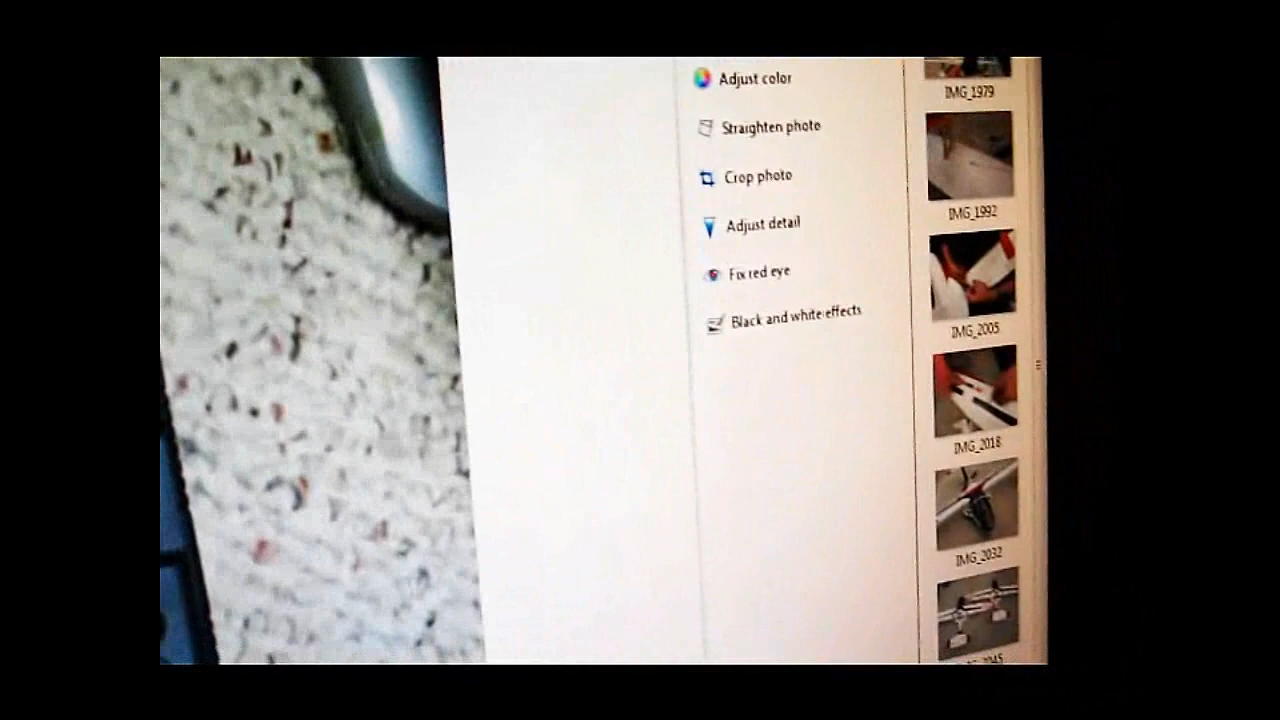 Adjust color
Straighten photo
Crop photo
Adjust detail
Fix red eye
Black and white effects
IMG_1979
IMG_1992
IMG_2005
IMG_2018
IMG_2032